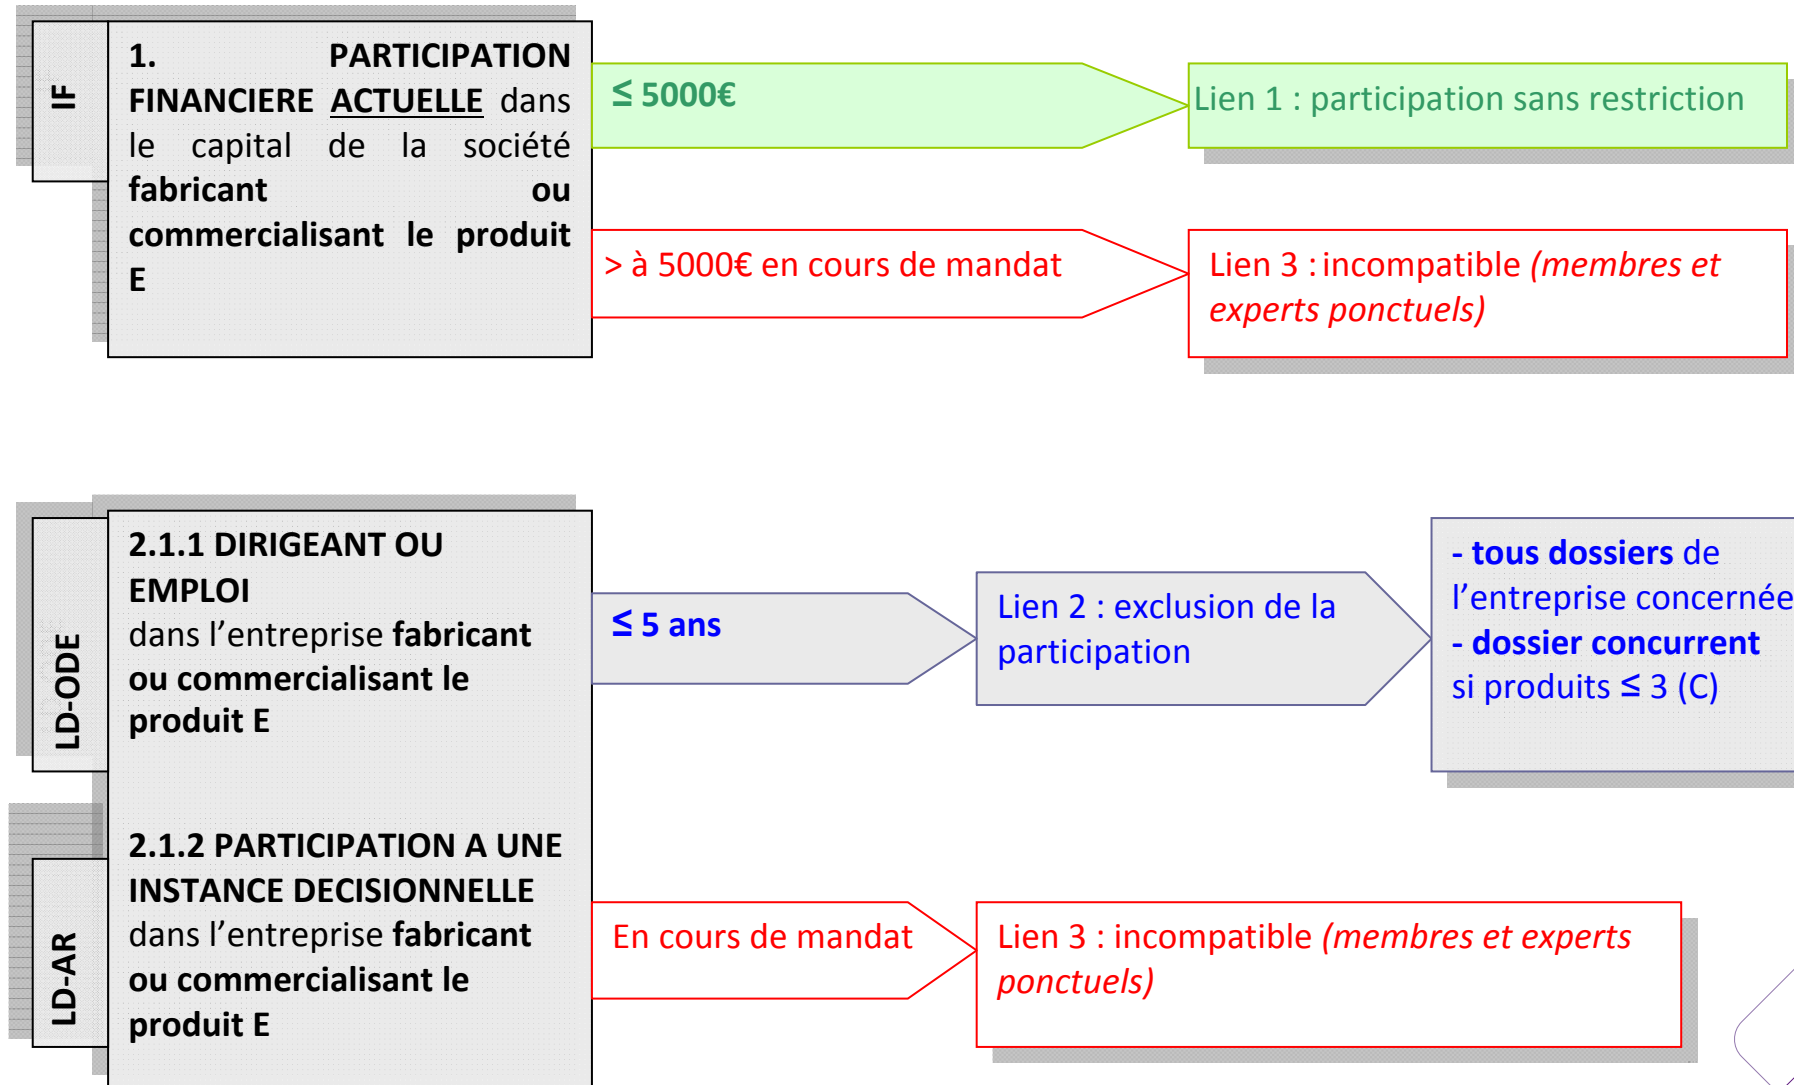 IF
1. PARTICIPATION
FINANCIERE ACTUELLE dans
le capital de la société
fabricant ou
commercialisant le produit
E
≤ 5000€
Lien 1 : participation sans restriction
> à 5000€ en cours de mandat
Lien 3 : incompatible (membres et
experts ponctuels)
LD-ODE
2.1.1 DIRIGEANT OU
EMPLOI
dans l’entreprise fabricant
ou commercialisant le
produit E
≤ 5 ans
Lien 2 : exclusion de la
participation
- tous dossiers de
l’entreprise concernée
- dossier concurrent
si produits ≤ 3 (C)
LD-AR
2.1.2 PARTICIPATION A UNE
INSTANCE DECISIONNELLE
dans l’entreprise fabricant
ou commercialisant le
produit E
En cours de mandat
Lien 3 : incompatible (membres et experts
ponctuels)